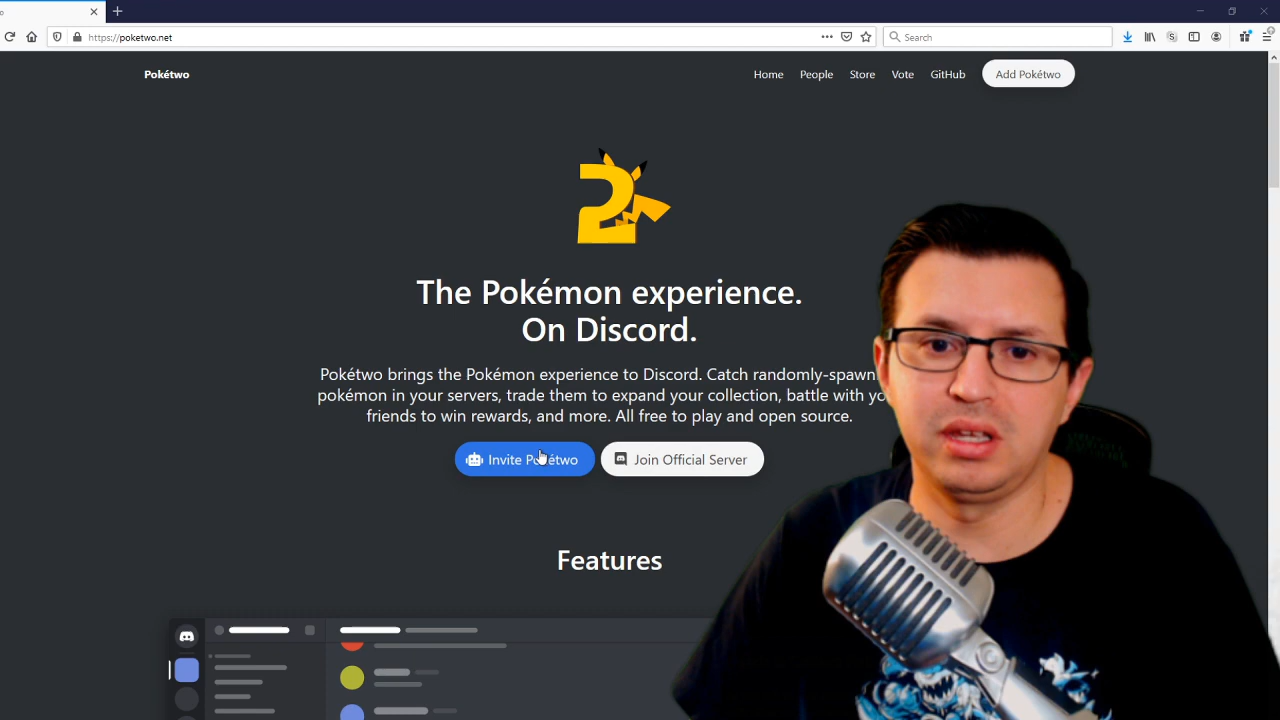 https://poketwo.net
Search
Pokétwo
Home
People
Store
Vote
GitHub
Add Pokétwo
2
The Pokémon experience.
On Discord.
Pokétwo brings the Pokémon experience to Discord. Catch randomly-spawn
pokémon in your servers, trade them to expand your collection, battle with yo
friends to win rewards, and more. All free to play and open source.
Invite Pokétwo
Join Official Server
Features